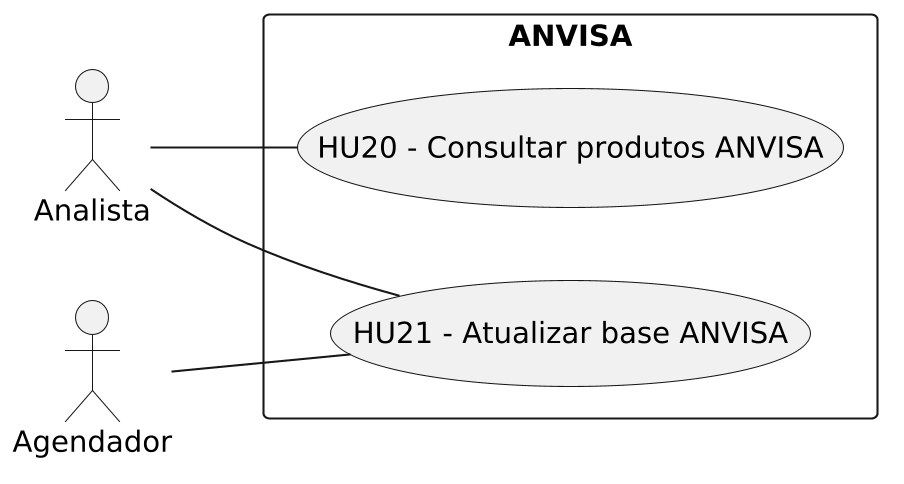 ANVISA
HU20 - Consultar produtos ANVISA
Analista
HU21 - Atualizar base ANVISA
Agendador